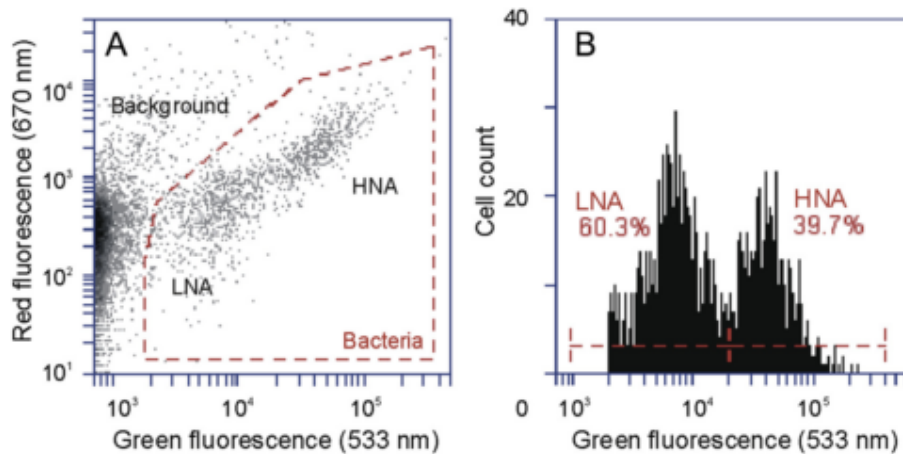 A
Background
HNA
LNA
Bacteria
Red fluorescence (670 nm)
10⁴
10³
10²
10¹
10³ 10⁴ 10⁵
Green fluorescence (533 nm)
B
40
20
0
Cell count
LNA
60.3%
HNA
39.7%
10³ 10⁴ 10⁵
Green fluorescence (533 nm)